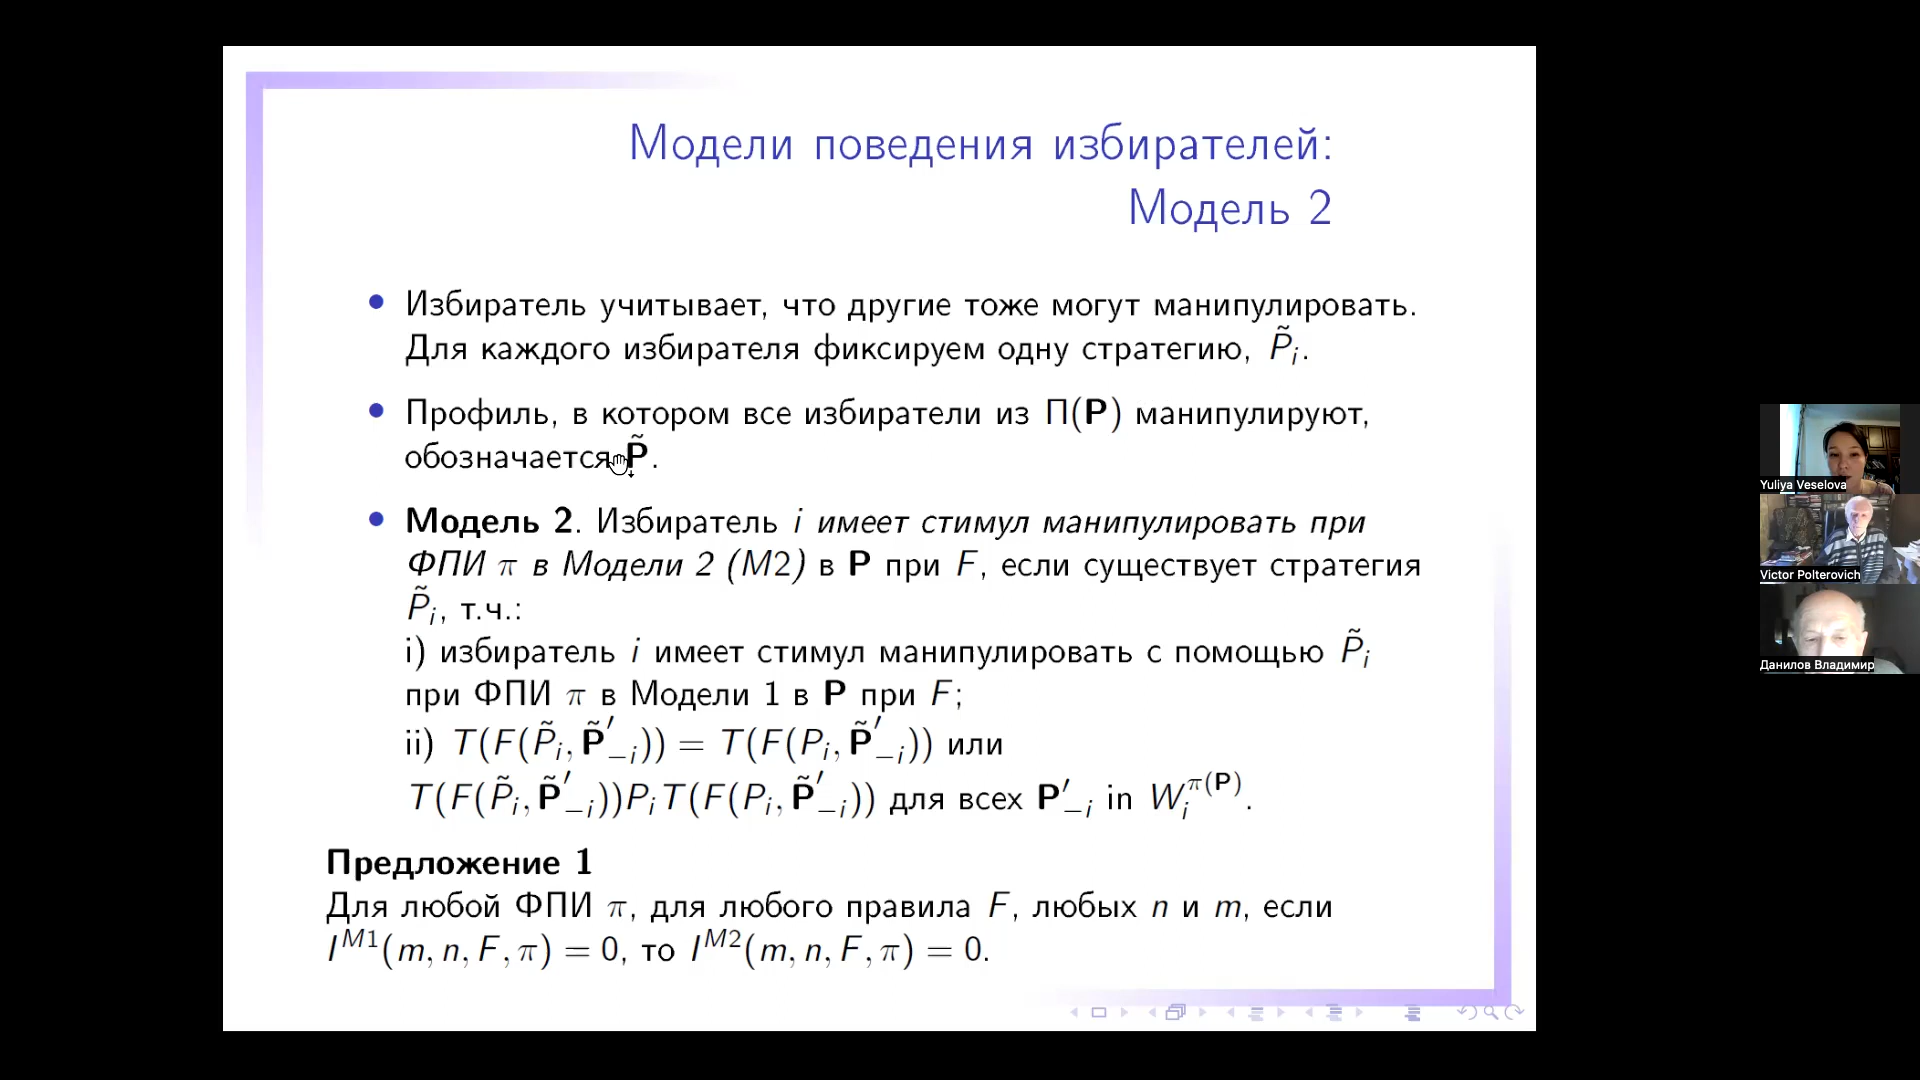 Модели поведения избирателей:
Модель 2
Избиратель учитывает, что другие тоже могут манипулировать.
Для каждого избирателя фиксируем одну стратегию, P̃ᵢ.
Профиль, в котором все избиратели из Π(P) манипулируют,
обозначается P̃.
Модель 2. Избиратель i имеет стимул манипулировать при
ФПИ π в Модели 2 (M2) в P при F, если существует стратегия
P̃ᵢ, т.ч.:
i) избиратель i имеет стимул манипулировать с помощью P̃ᵢ
при ФПИ π в Модели 1 в P при F;
ii) T(F(P̃ᵢ, P̃′₋ᵢ)) = T(F(Pᵢ, P̃′₋ᵢ)) или
T(F(P̃ᵢ, P̃′₋ᵢ))PᵢT(F(Pᵢ, P̃′₋ᵢ)) для всех P′₋ᵢ in Wᵢ^π(P).
Предложение 1
Для любой ФПИ π, для любого правила F, любых n и m, если
I^M1(m, n, F, π) = 0, то I^M2(m, n, F, π) = 0.
Yuliya Veselova
Victor Polterovich
Данилов Владимир